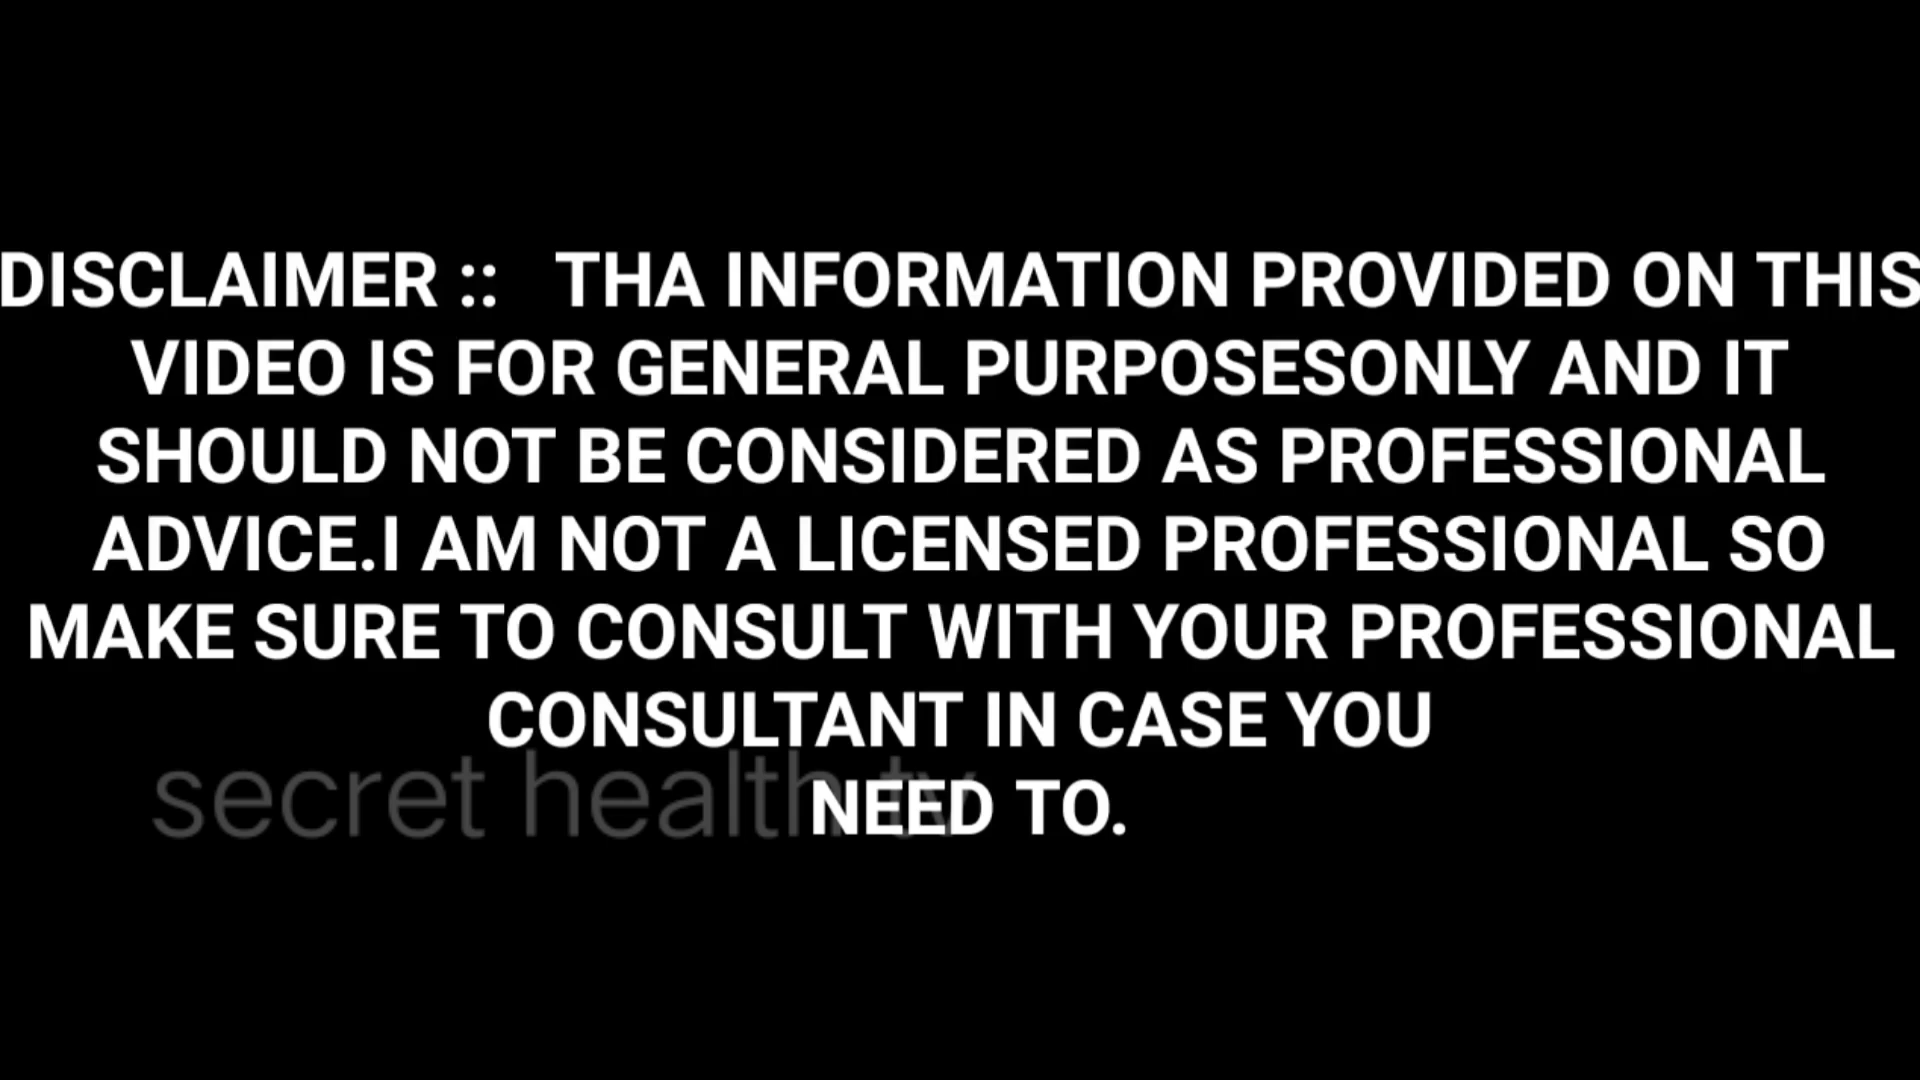 DISCLAIMER :: THA INFORMATION PROVIDED ON THIS
VIDEO IS FOR GENERAL PURPOSESONLY AND IT
SHOULD NOT BE CONSIDERED AS PROFESSIONAL
ADVICE.I AM NOT A LICENSED PROFESSIONAL SO
MAKE SURE TO CONSULT WITH YOUR PROFESSIONAL
CONSULTANT IN CASE YOU
NEED TO.
secret health tv